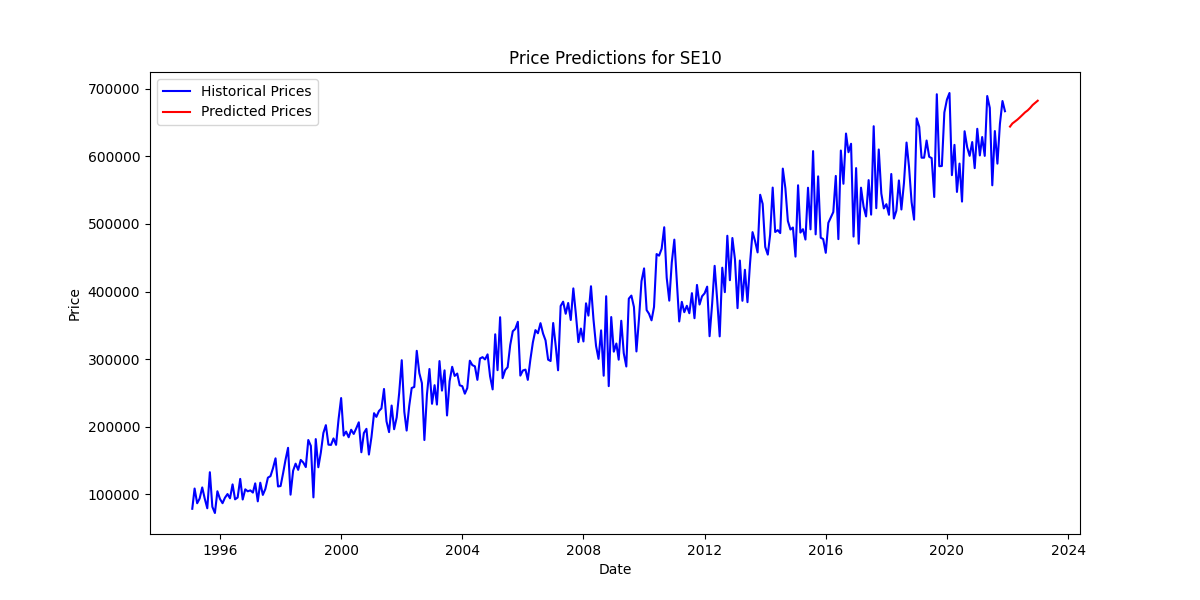 Price Predictions for SE10
Historical Prices
Predicted Prices
700000
600000
500000
400000
300000
200000
100000
Price
1996 2000 2004 2008 2012 2016 2020 2024
Date